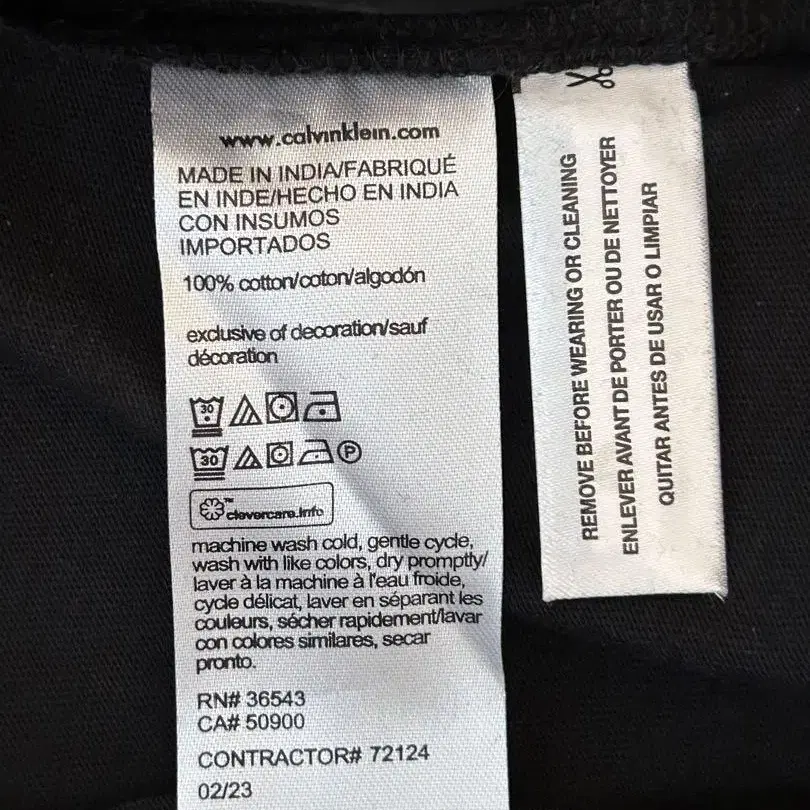 www.calvinklein.com
MADE IN INDIA/FABRIQUÉ
EN INDE/HECHO EN INDIA
CON INSUMOS
IMPORTADOS
100% cotton/coton/algodón
exclusive of decoration/sauf
décoration
30
30 P
clevercare.info™
machine wash cold, gentle cycle,
wash with like colors, dry promptly/
laver à la machine à l'eau froide,
cycle délicat, laver en séparant les
couleurs, sécher rapidement/lavar
con colores similares, secar
pronto.
RN# 36543
CA# 50900
CONTRACTOR# 72124
02/23
REMOVE BEFORE WEARING OR CLEANING
ENLEVER AVANT DE PORTER OU DE NETTOYER
QUITAR ANTES DE USAR O LIMPIAR